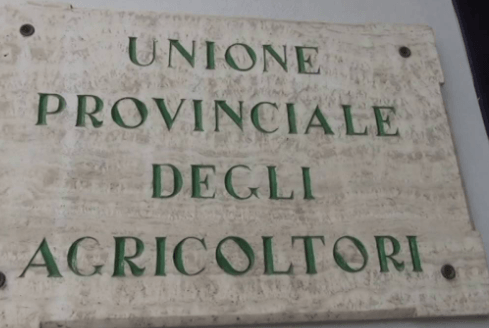 UNIONE
PROVINCIALE
DEGLI
AGRICOLTORI